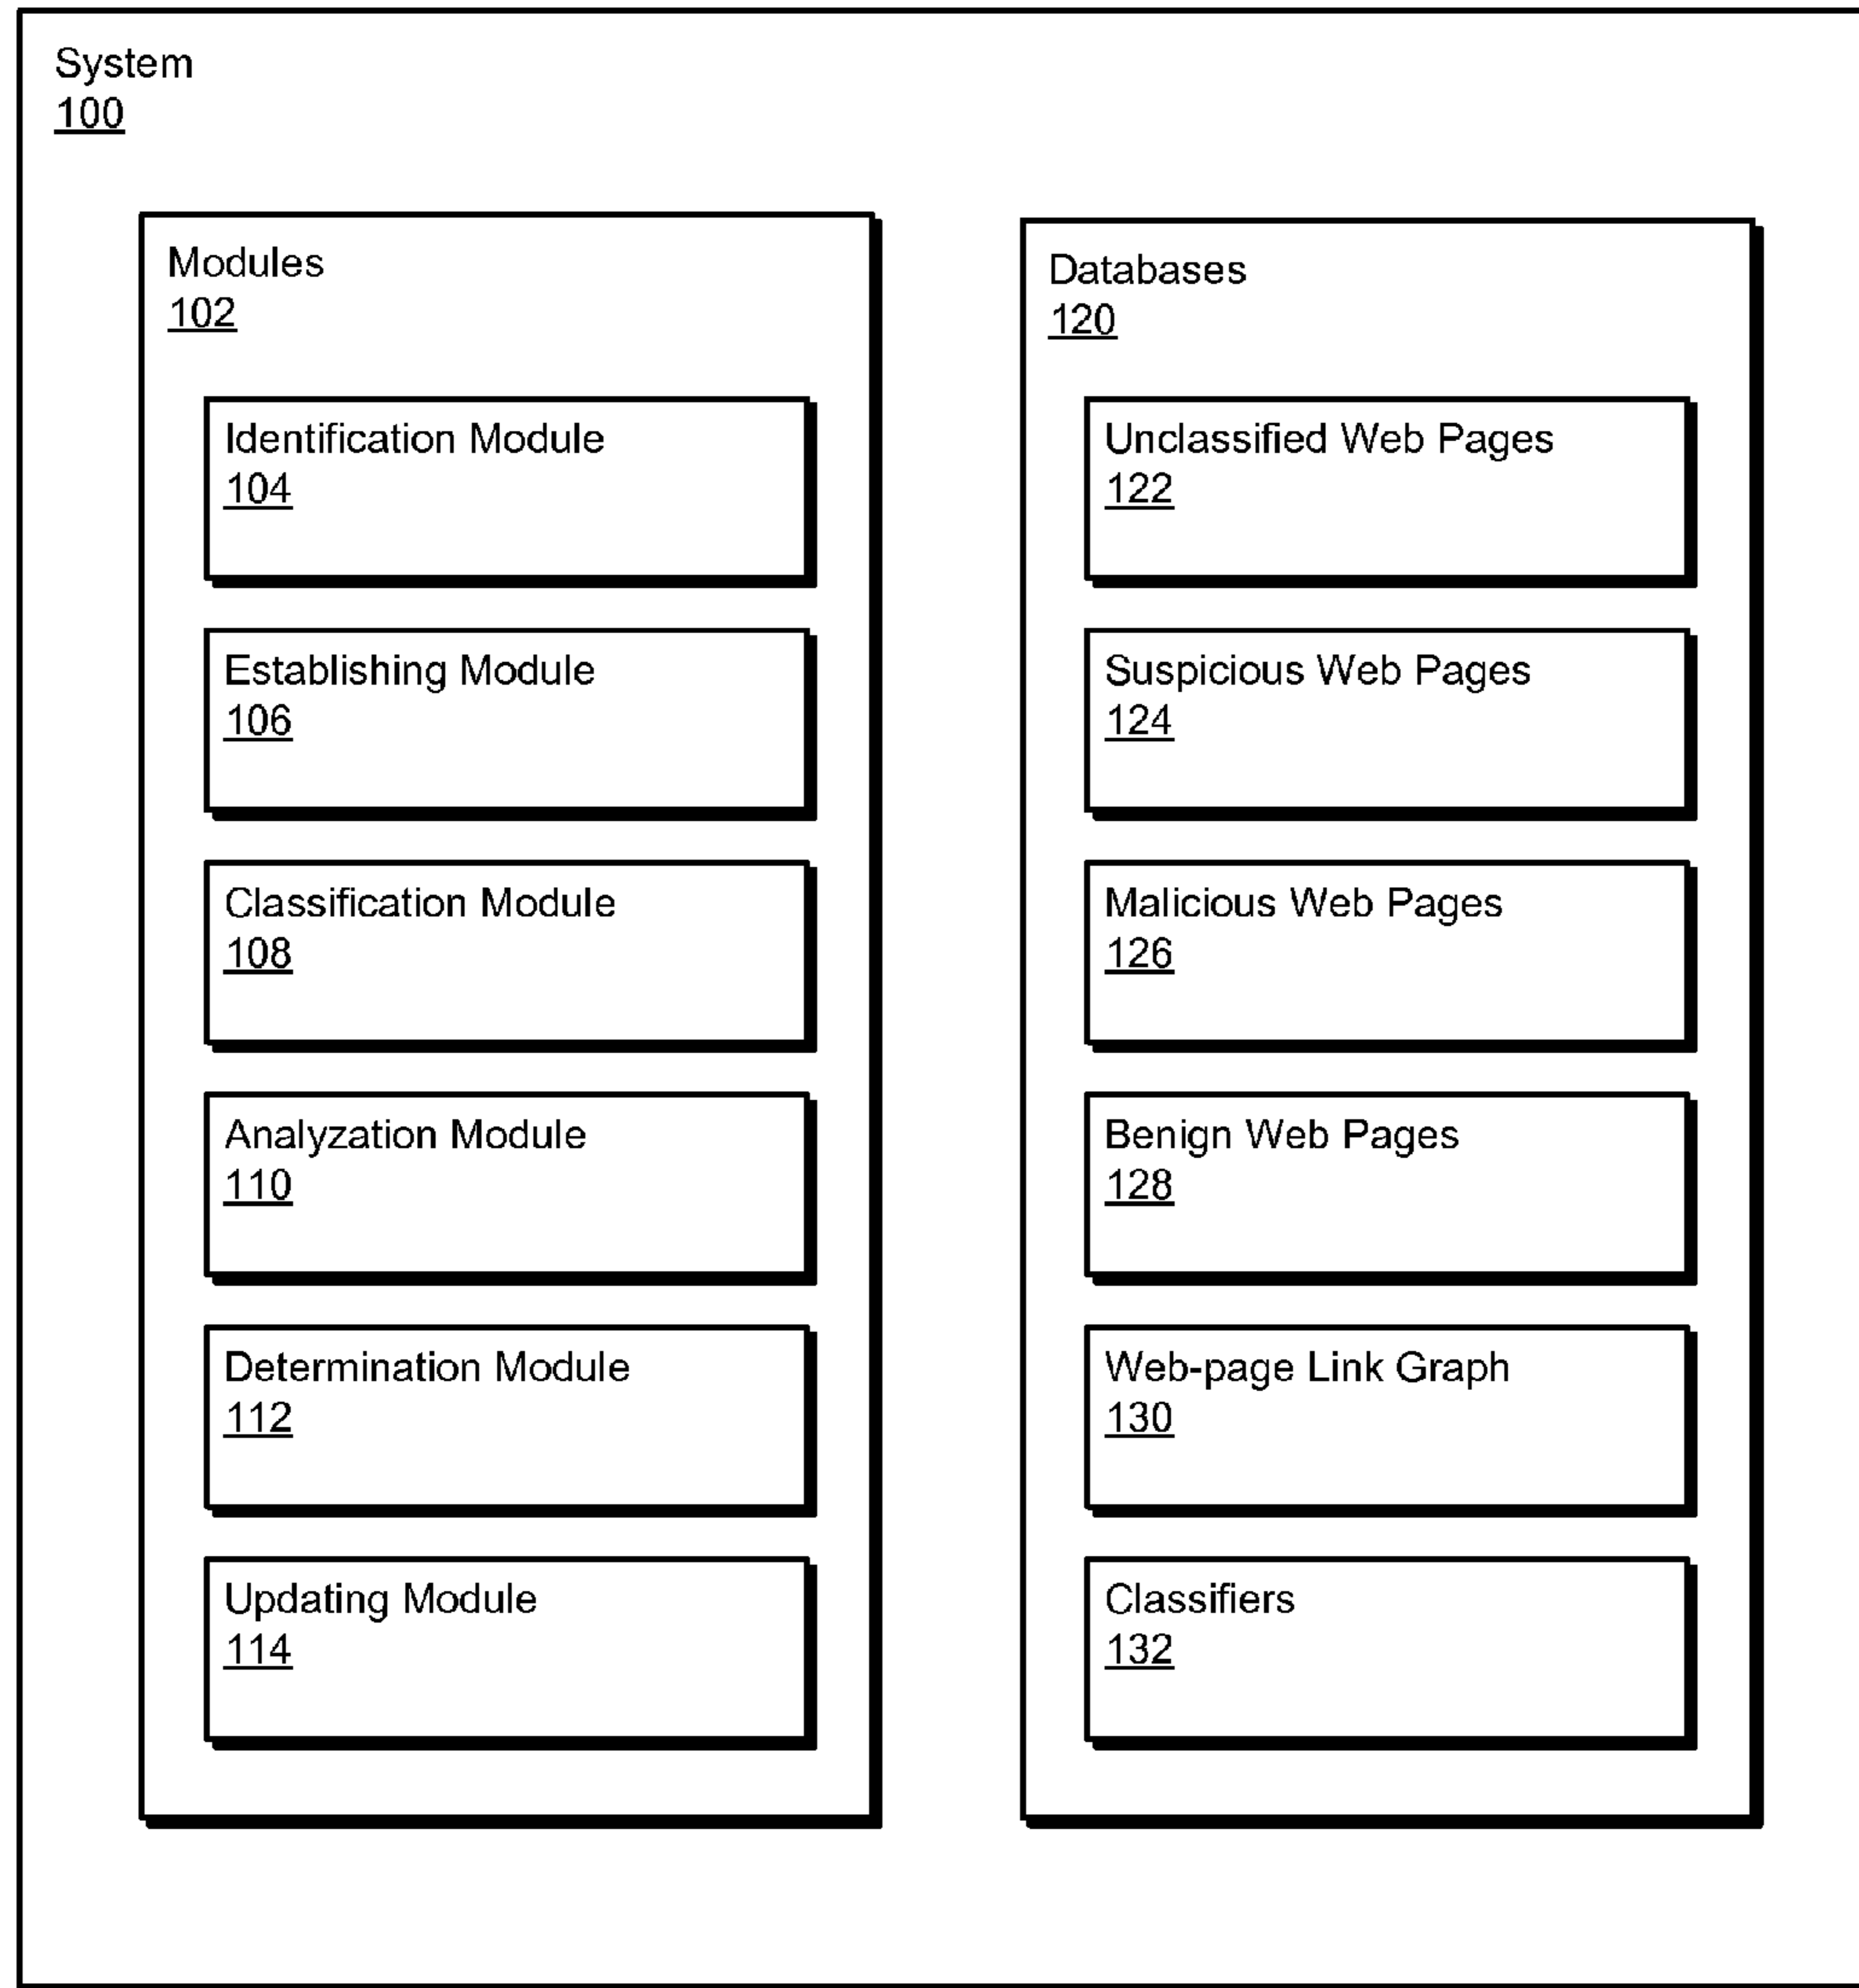 System
100
Modules
102
Identification Module
104
Establishing Module
106
Classification Module
108
Analyzation Module
110
Determination Module
112
Updating Module
114
Databases
120
Unclassified Web Pages
122
Suspicious Web Pages
124
Malicious Web Pages
126
Benign Web Pages
128
Web-page Link Graph
130
Classifiers
132